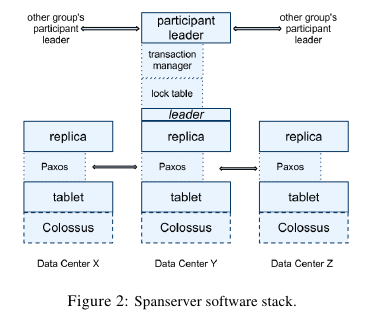 other group's
participant
leader
participant
leader
other group's
participant
leader
transaction
manager
lock table
leader
replica
replica
replica
Paxos
Paxos
Paxos
tablet
tablet
tablet
Colossus
Colossus
Colossus
Data Center X
Data Center Y
Data Center Z
Figure 2: Spanserver software stack.